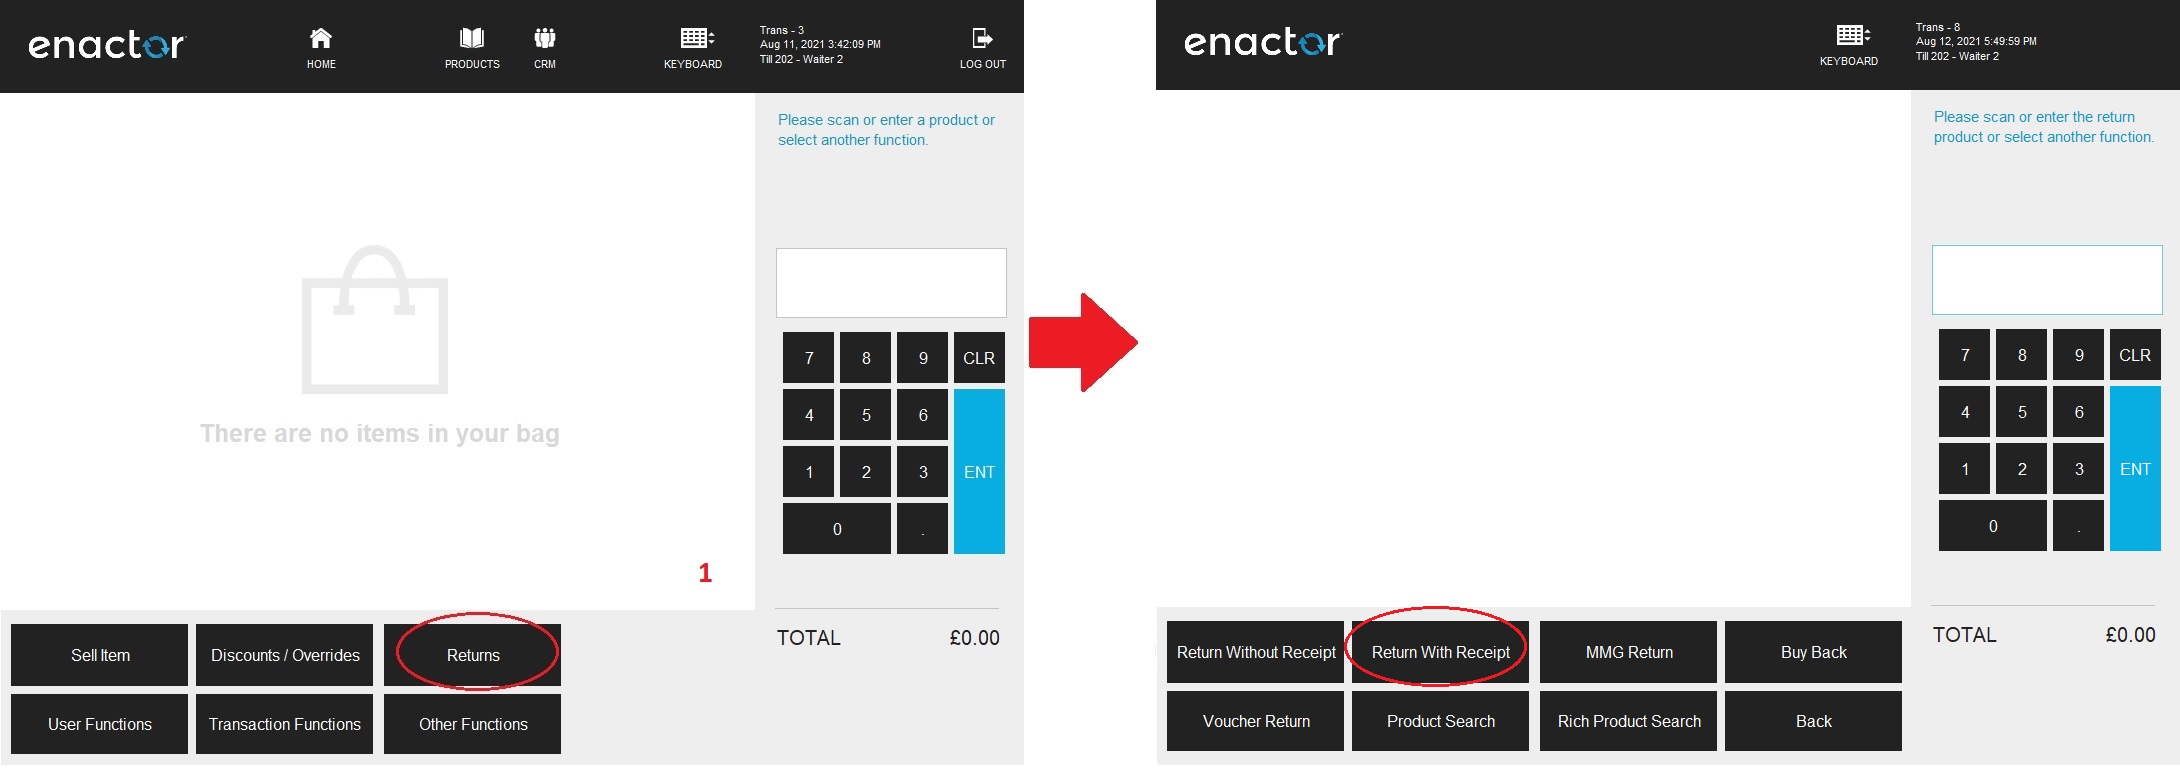 enactor
HOME
PRODUCTS
CRM
KEYBOARD
Trans - 3
Aug 11, 2021 3:42:09 PM
Till 202 - Waiter 2
LOG OUT
Please scan or enter a product or
select another function.
There are no items in your bag
7 8 9 CLR
4 5 6
1 2 3 ENT
0 .
1
TOTAL £0.00
Sell Item Discounts / Overrides Returns
User Functions Transaction Functions Other Functions
enactor
KEYBOARD
Trans - 8
Aug 12, 2021 5:49:59 PM
Till 202 - Waiter 2
Please scan or enter the return
product or select another function.
7 8 9 CLR
4 5 6
1 2 3 ENT
0 .
TOTAL £0.00
Return Without Receipt Return With Receipt MMG Return Buy Back
Voucher Return Product Search Rich Product Search Back